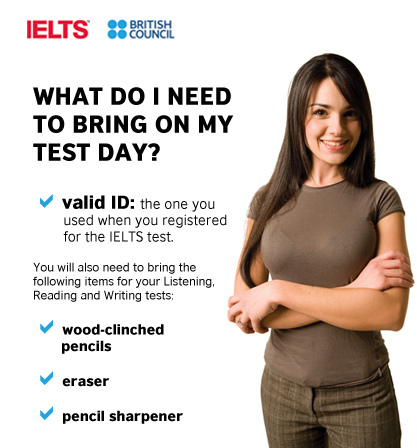 IELTS BRITISH
COUNCIL
WHAT DO I NEED
TO BRING ON MY
TEST DAY?
valid ID: the one you
used when you registered
for the IELTS test.
You will also need to bring the
following items for your Listening,
Reading and Writing tests:
wood-clinched
pencils
eraser
pencil sharpener